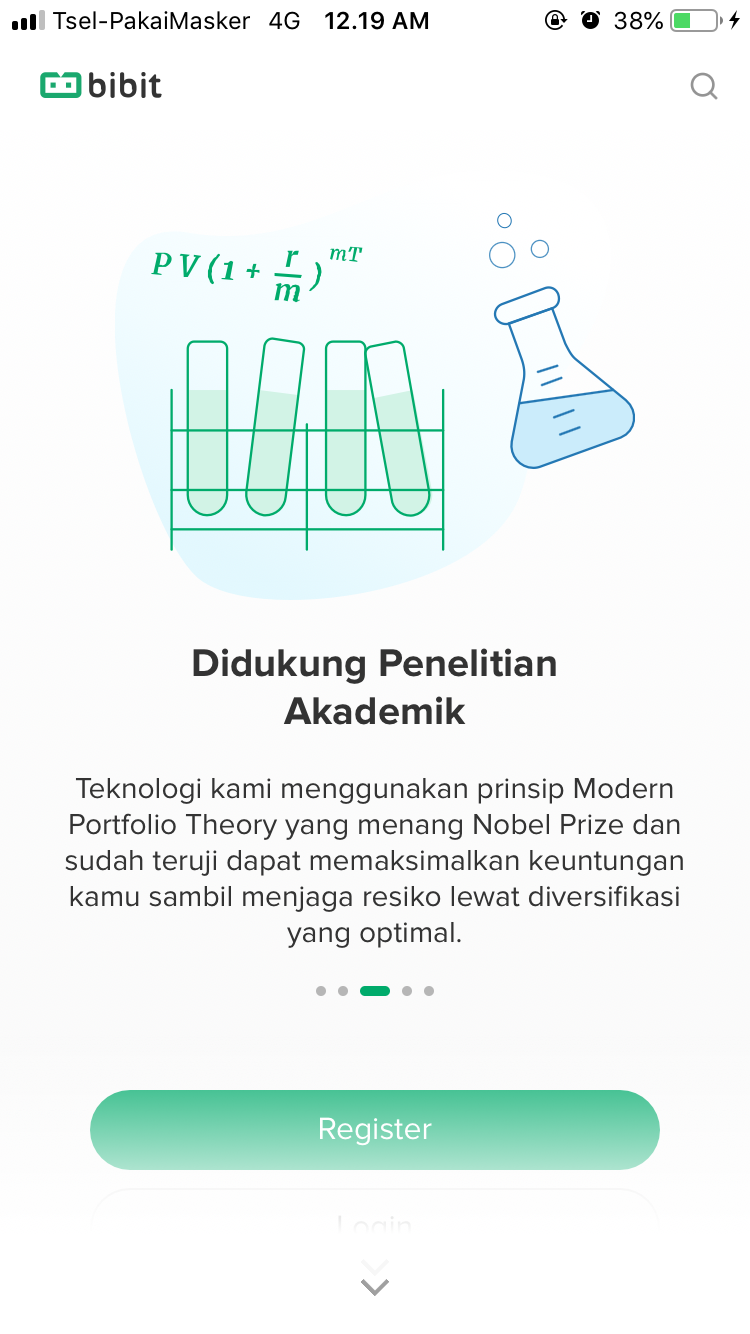 Tsel-PakaiMasker 4G 12.19 AM 38%
bibit
PV(1 + r/m)^mT
Didukung Penelitian
Akademik
Teknologi kami menggunakan prinsip Modern
Portfolio Theory yang menang Nobel Prize dan
sudah teruji dapat memaksimalkan keuntungan
kamu sambil menjaga resiko lewat diversifikasi
yang optimal.
Register
Login